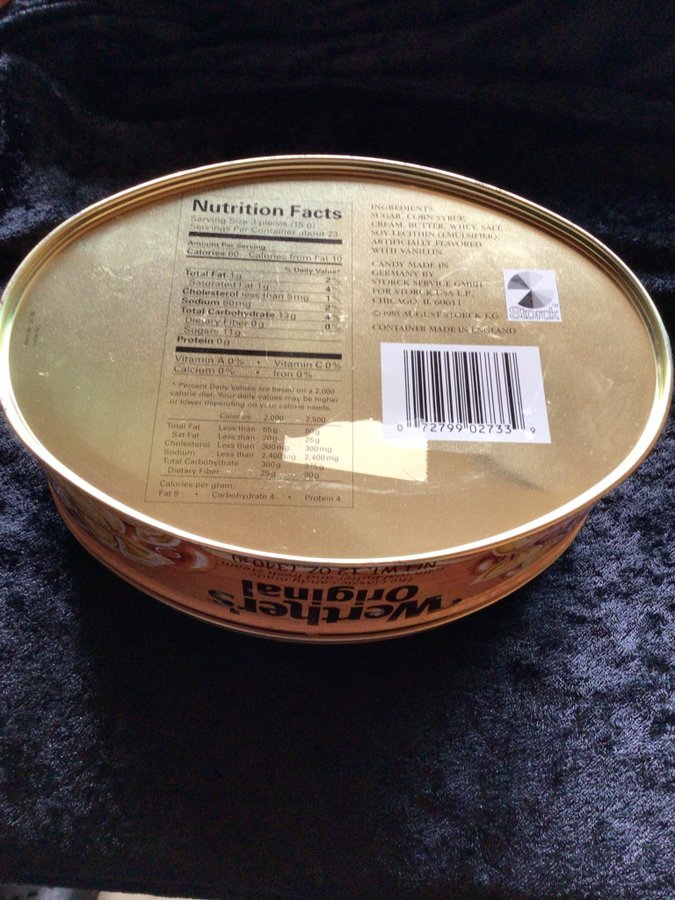 Nutrition Facts
Serving Size 3 pieces (15 g)
Servings Per Container about 23
Amount Per Serving
Calories 60 Calories from Fat 10
% Daily Value*
Total Fat 1g 2%
Saturated Fat 1g 4%
Cholesterol less than 5mg 1%
Sodium 60mg 2%
Total Carbohydrate 13g 4%
Dietary Fiber 0g 0%
Sugars 11g
Protein 0g
Vitamin A 0% • Vitamin C 0%
Calcium 0% • Iron 0%
* Percent Daily Values are based on a 2,000
calorie diet. Your daily values may be higher
or lower depending on your calorie needs.
Calories 2,000 2,500
Total Fat Less than 65g 80g
Sat Fat Less than 20g 25g
Cholesterol Less than 300mg 300mg
Sodium Less than 2,400mg 2,400mg
Total Carbohydrate 300g 375g
Dietary Fiber 25g 30g
Calories per gram:
Fat 9 • Carbohydrate 4 • Protein 4
INGREDIENTS:
SUGAR, CORN SYRUP,
CREAM, BUTTER, WHEY, SALT,
SOY LECITHIN (EMULSIFIER),
ARTIFICIALLY FLAVORED
WITH VANILLIN.
CANDY MADE IN
GERMANY BY
STORCK SERVICE GMBH
FOR STORCK USA L.P.,
CHICAGO, IL 60611
© 1985 AUGUST STORCK KG
CONTAINER MADE IN ENGLAND
Storck
0 72799 02733 9
Werther's
Original
NET WT. 12 OZ. (340 g)